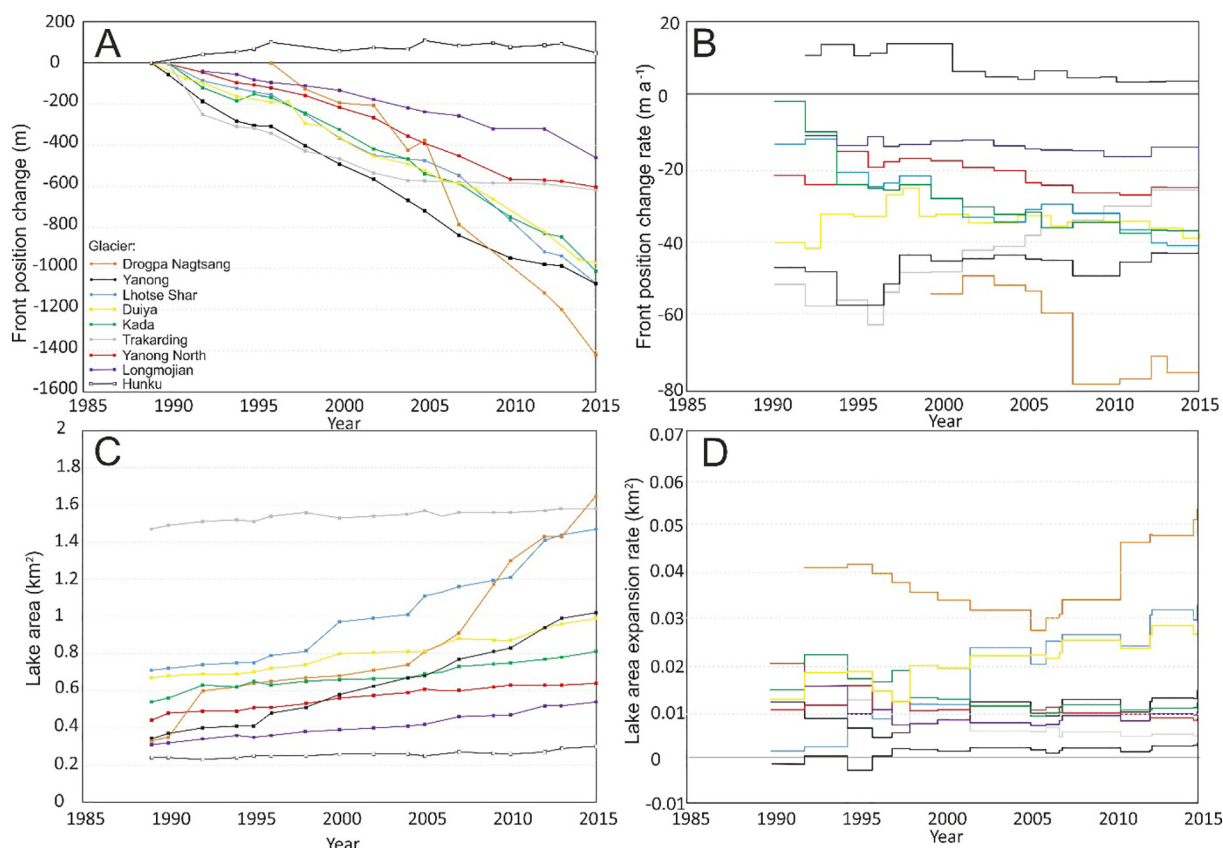 A
Front position change (m)
200
0
-200
-400
-600
-800
-1000
-1200
-1400
-1600
Glacier:
Drogpa Nagtsang
Yanong
Lhotse Shar
Duiya
Kada
Trakarding
Yanong North
Longmojian
Hunku
1985 1990 1995 2000 2005 2010 2015
Year
B
Front position change rate (m a⁻¹)
20
0
-20
-40
-60
-80
1985 1990 1995 2000 2005 2010 2015
Year
C
Lake area (km²)
2
1.8
1.6
1.4
1.2
1
0.8
0.6
0.4
0.2
0
1985 1990 1995 2000 2005 2010 2015
Year
D
Lake area expansion rate (km²)
0.07
0.06
0.05
0.04
0.03
0.02
0.01
0
-0.01
1985 1990 1995 2000 2005 2010 2015
Year